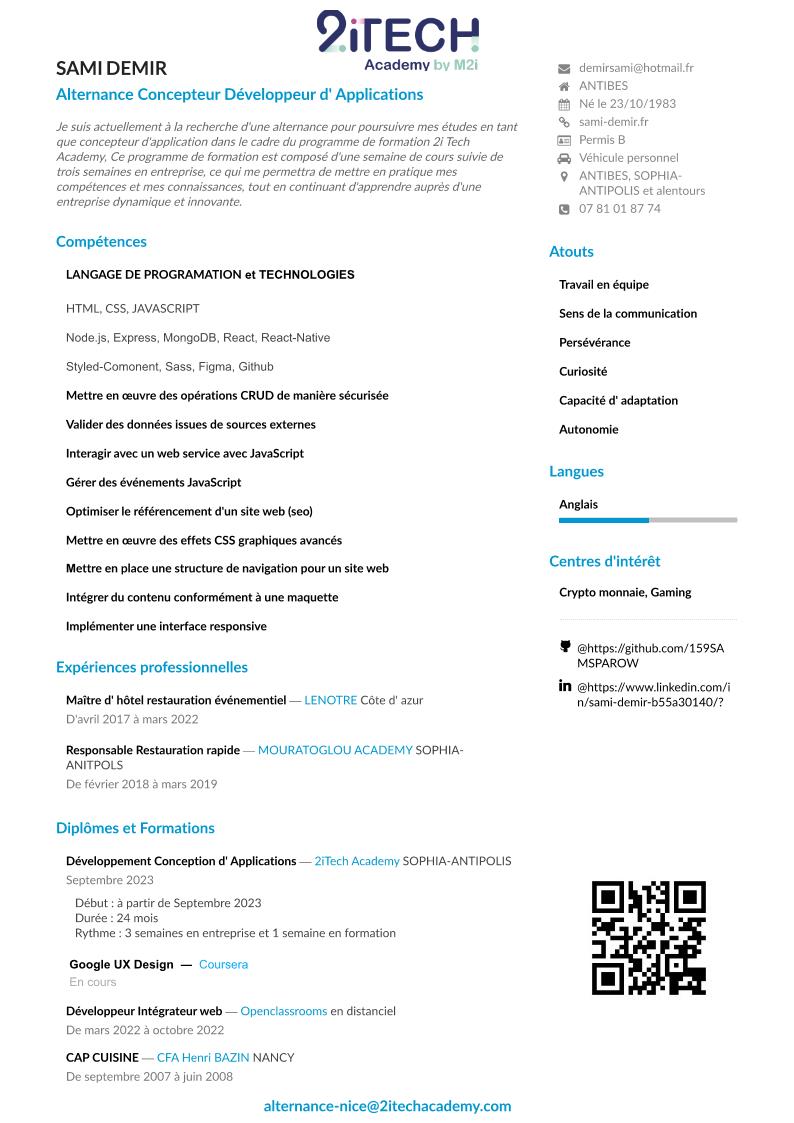 2iTECH
Academy by M2i
SAMI DEMIR
Alternance Concepteur Développeur d' Applications
Je suis actuellement à la recherche d'une alternance pour poursuivre mes études en tant
que concepteur d'application dans le cadre du programme de formation 2i Tech
Academy, Ce programme de formation est composé d'une semaine de cours suivie de
trois semaines en entreprise, ce qui me permettra de mettre en pratique mes
compétences et mes connaissances, tout en continuant d'apprendre auprès d'une
entreprise dynamique et innovante.
Compétences
LANGAGE DE PROGRAMATION et TECHNOLOGIES
HTML, CSS, JAVASCRIPT
Node.js, Express, MongoDB, React, React-Native
Styled-Comonent, Sass, Figma, Github
Mettre en œuvre des opérations CRUD de manière sécurisée
Valider des données issues de sources externes
Interagir avec un web service avec JavaScript
Gérer des événements JavaScript
Optimiser le référencement d'un site web (seo)
Mettre en œuvre des effets CSS graphiques avancés
Mettre en place une structure de navigation pour un site web
Intégrer du contenu conformément à une maquette
Implémenter une interface responsive
Expériences professionnelles
Maître d' hôtel restauration événementiel — LENOTRE Côte d' azur
D'avril 2017 à mars 2022
Responsable Restauration rapide — MOURATOGLOU ACADEMY SOPHIA-
ANITPOLS
De février 2018 à mars 2019
Diplômes et Formations
Développement Conception d' Applications — 2iTech Academy SOPHIA-ANTIPOLIS
Septembre 2023
Début : à partir de Septembre 2023
Durée : 24 mois
Rythme : 3 semaines en entreprise et 1 semaine en formation
Google UX Design — Coursera
En cours
Développeur Intégrateur web — Openclassrooms en distanciel
De mars 2022 à octobre 2022
CAP CUISINE — CFA Henri BAZIN NANCY
De septembre 2007 à juin 2008
demirsami@hotmail.fr
ANTIBES
Né le 23/10/1983
sami-demir.fr
Permis B
Véhicule personnel
ANTIBES, SOPHIA-
ANTIPOLIS et alentours
07 81 01 87 74
Atouts
Travail en équipe
Sens de la communication
Persévérance
Curiosité
Capacité d' adaptation
Autonomie
Langues
Anglais
Centres d'intérêt
Crypto monnaie, Gaming
@https://github.com/159SA
MSPAROW
@https://www.linkedin.com/i
n/sami-demir-b55a30140/?
alternance-nice@2itechacademy.com